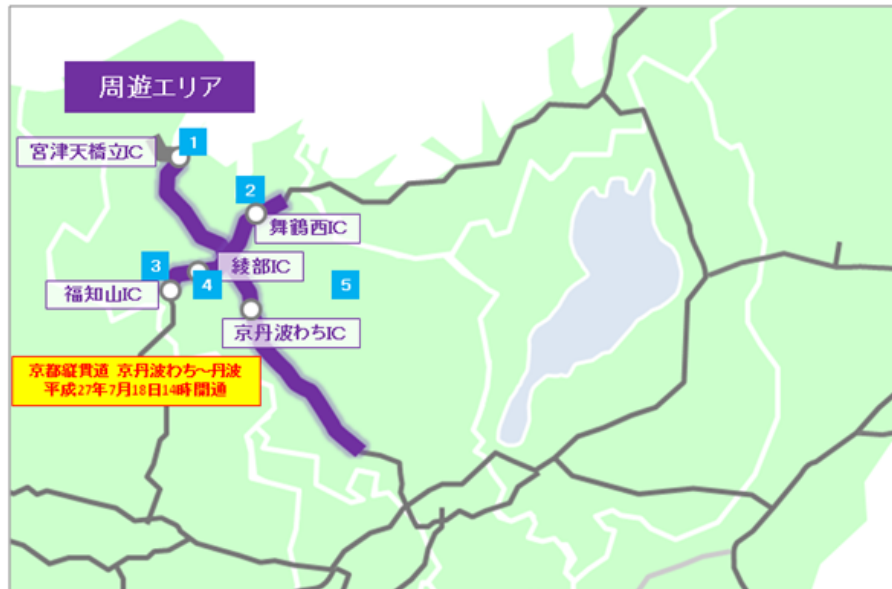 周遊エリア
1
宮津天橋立IC
2
舞鶴西IC
3
綾部IC
4
5
福知山IC
京丹波わちIC
京都縦貫道 京丹波わち～丹波
平成27年7月18日14時開通